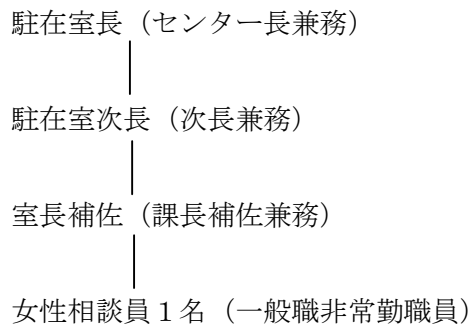 駐在室長（センター長兼務）
駐在室次長（次長兼務）
室長補佐（課長補佐兼務）
女性相談員１名（一般職非常勤職員）